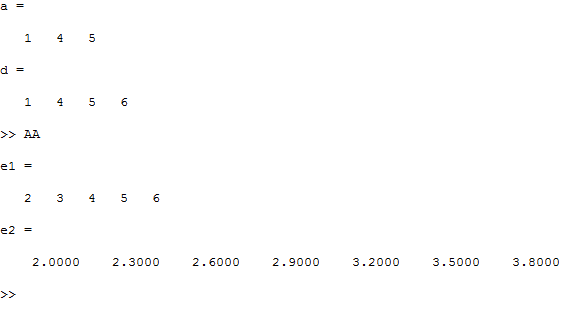 a =
1 4 5
d =
1 4 5 6
>> AA
e1 =
2 3 4 5 6
e2 =
2.0000 2.3000 2.6000 2.9000 3.2000 3.5000 3.8000
>>